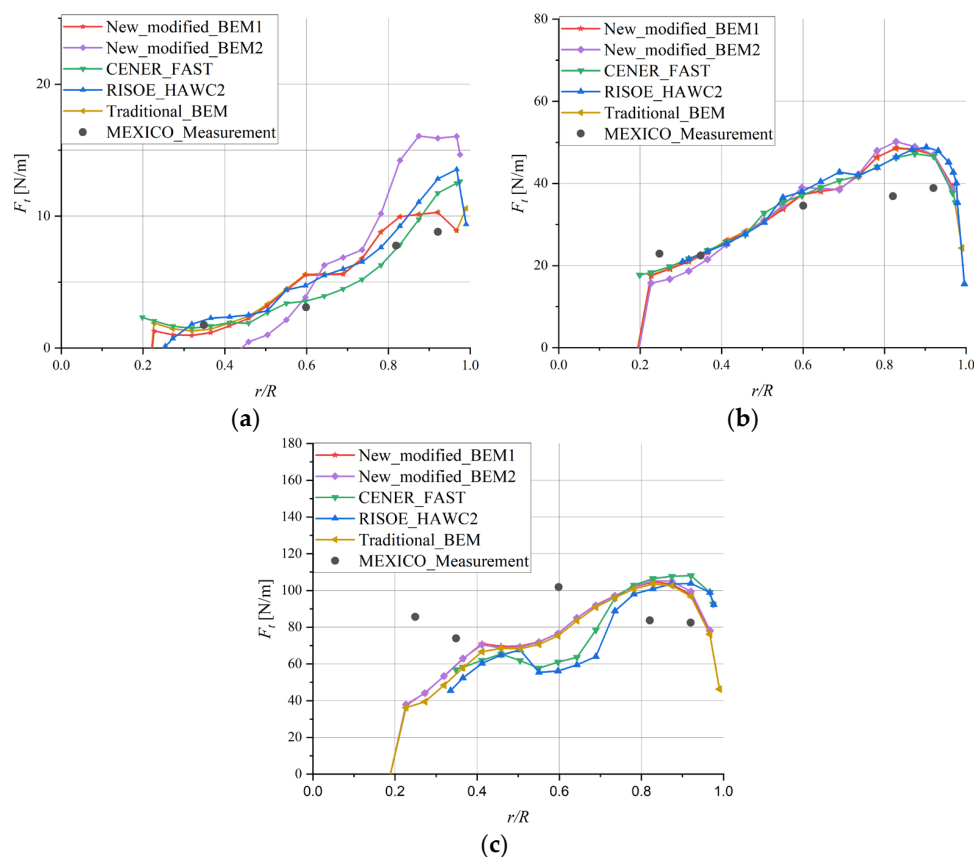 New_modified_BEM1
New_modified_BEM2
CENER_FAST
RISOE_HAWC2
Traditional_BEM
MEXICO_Measurement
F_t [N/m]
25
20
10
0
0.0 0.2 0.4 0.6 0.8 1.0
r/R
(a)
New_modified_BEM1
New_modified_BEM2
CENER_FAST
RISOE_HAWC2
Traditional_BEM
MEXICO_Measurement
F_t [N/m]
80
60
40
20
0
0.0 0.2 0.4 0.6 0.8 1.0
r/R
(b)
New_modified_BEM1
New_modified_BEM2
CENER_FAST
RISOE_HAWC2
Traditional_BEM
MEXICO_Measurement
F_t [N/m]
180
160
140
120
100
80
60
40
20
0
0.0 0.2 0.4 0.6 0.8 1.0
r/R
(c)